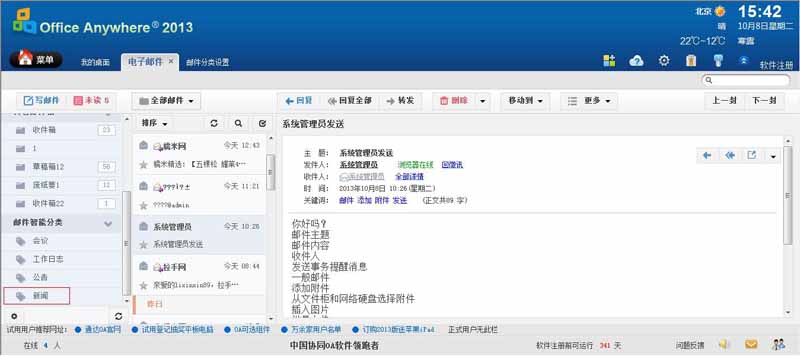 Office Anywhere® 2013
北京
晴
22℃~12℃
15:42
10月8日星期二
寒露
菜单
我的桌面
电子邮件 ×
邮件分类设置
软件注册
写邮件
未读 5
全部邮件
回复
回复全部
转发
删除
移动到
更多
上一封
下一封
收件箱 23
1
草稿箱12 50
废纸篓1 12
收件箱22 1
邮件智能分类
会议
工作日志
公告
新闻
排序
糯米网 今天 12:43
糯米精选:【五棵松
今天 11:21
????@admin
系统管理员 今天 10:26
系统管理员发送
拉手网 今天 08:44
亲爱的lixinxin89,拉手…
昨日
系统管理员发送
主 题: 系统管理员发送
发件人: 系统管理员 浏览器在线 回微讯
收件人: 系统管理员 全部详情
时 间: 2013年10月8日 10:26 (星期二)
关键词: 邮件 添加 附件 发送 (正文共89 字)
你好吗?
邮件主题
邮件内容
收件人
发送事务提醒消息
一般邮件
添加附件
从文件柜和网络硬盘选择附件
插入图片
试用用户推荐网址: 通达OA官网 试用登记抽奖平板电脑 OA可选组件 万余家用户名单 订购2013版送苹果iPad 正式用户无此栏
在线 4 人
中国协同OA软件领跑者
软件注册前可运行 341 天
问题反馈